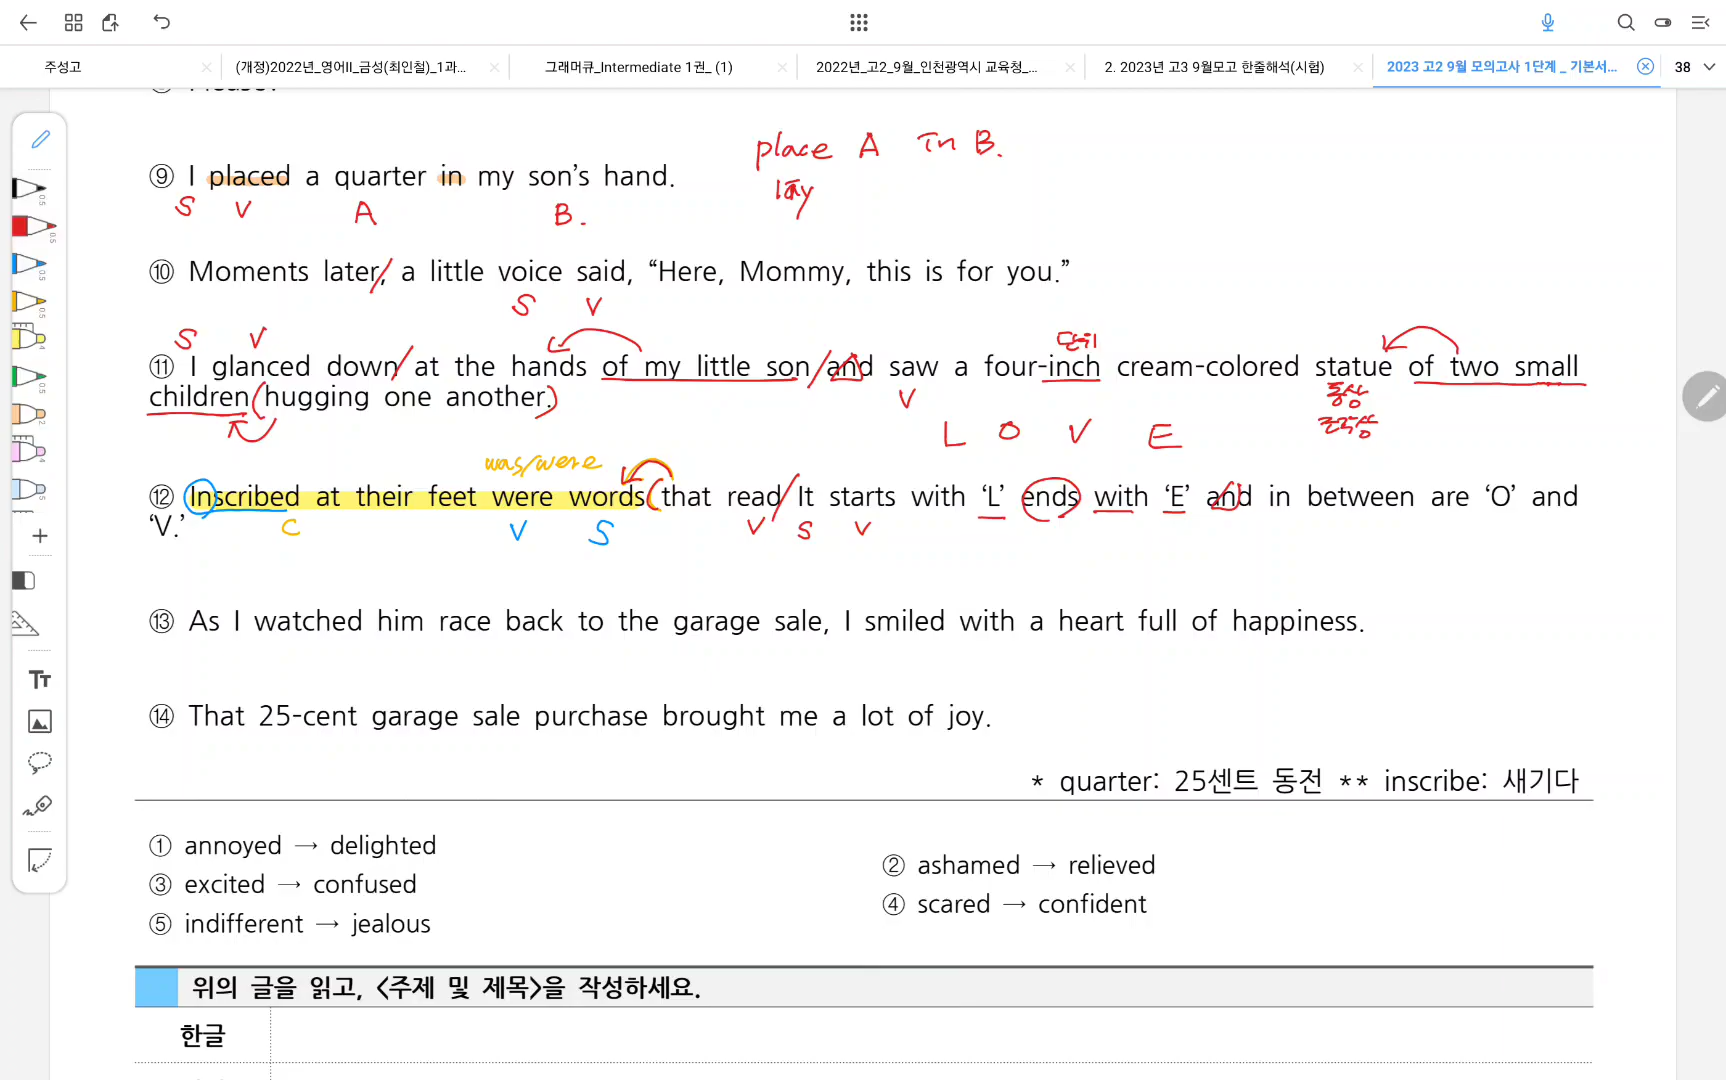 주성고
(개정)2022년_영어II_금성(최인철)_1과...
그래머큐_Intermediate 1권_ (1)
2022년_고2_9월_인천광역시 교육청_...
2. 2023년 고3 9월모고 한줄해석(시험)
2023 고2 9월 모의고사 1단계 _ 기본서...
38
place A in B.
⑨ I placed a quarter in my son's hand.
lay
S V A B.
⑩ Moments later, a little voice said, “Here, Mommy, this is for you.”
S V
S V 단위
⑪ I glanced down at the hands of my little son and saw a four-inch cream-colored statue of two small
children hugging one another.
V 동상
L O V E 조각상
was/were
⑫ Inscribed at their feet were words that read It starts with ‘L’ ends with ‘E’ and in between are ‘O’ and
‘V.’
C V S V S V
⑬ As I watched him race back to the garage sale, I smiled with a heart full of happiness.
⑭ That 25-cent garage sale purchase brought me a lot of joy.
* quarter: 25센트 동전 ** inscribe: 새기다
① annoyed → delighted
② ashamed → relieved
③ excited → confused
④ scared → confident
⑤ indifferent → jealous
위의 글을 읽고, <주제 및 제목>을 작성하세요.
한글